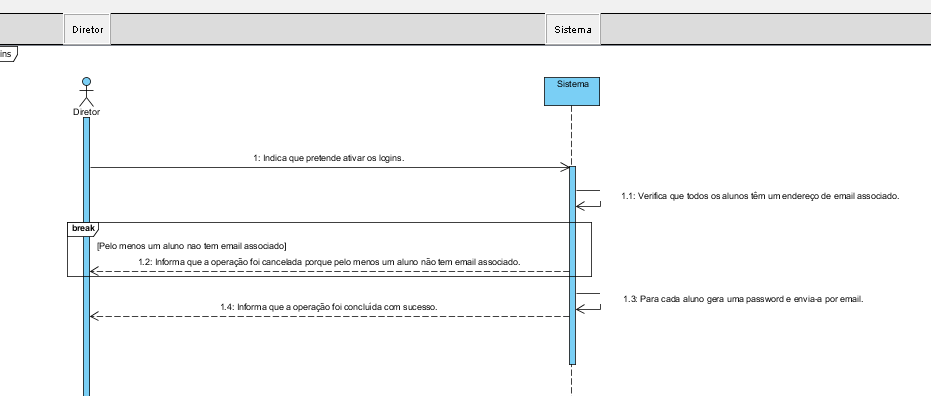 Diretor
Sistema
ins
Sistema
Diretor
1: Indica que pretende ativar os logins.
1.1: Verifica que todos os alunos têm um endereço de email associado.
break
[Pelo menos um aluno nao tem email associado]
1.2: Informa que a operação foi cancelada porque pelo menos um aluno não tem email associado.
1.3: Para cada aluno gera uma password e envia-a por email.
1.4: Informa que a operação foi concluída com sucesso.